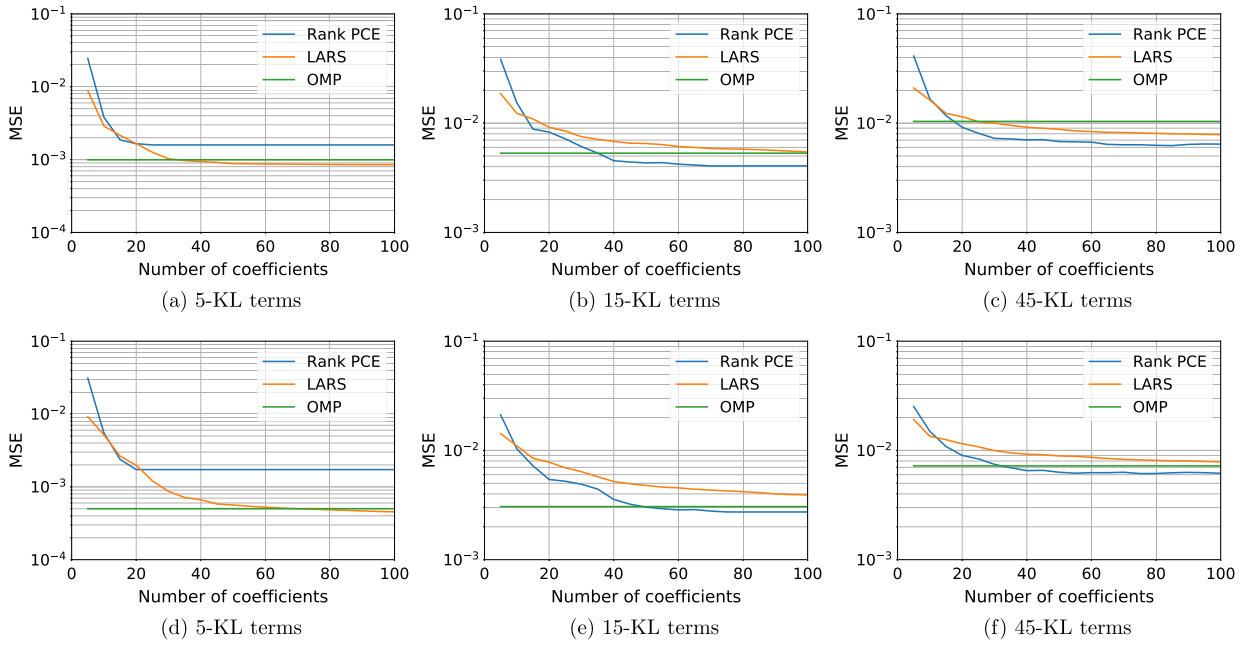 10⁻¹
10⁻²
10⁻³
10⁻⁴
MSE
0 20 40 60 80 100
Number of coefficients
Rank PCE
LARS
OMP
(a) 5-KL terms
10⁻¹
10⁻²
10⁻³
MSE
0 20 40 60 80 100
Number of coefficients
Rank PCE
LARS
OMP
(b) 15-KL terms
10⁻¹
10⁻²
10⁻³
MSE
0 20 40 60 80 100
Number of coefficients
Rank PCE
LARS
OMP
(c) 45-KL terms
10⁻¹
10⁻²
10⁻³
10⁻⁴
MSE
0 20 40 60 80 100
Number of coefficients
Rank PCE
LARS
OMP
(d) 5-KL terms
10⁻¹
10⁻²
10⁻³
MSE
0 20 40 60 80 100
Number of coefficients
Rank PCE
LARS
OMP
(e) 15-KL terms
10⁻¹
10⁻²
10⁻³
MSE
0 20 40 60 80 100
Number of coefficients
Rank PCE
LARS
OMP
(f) 45-KL terms